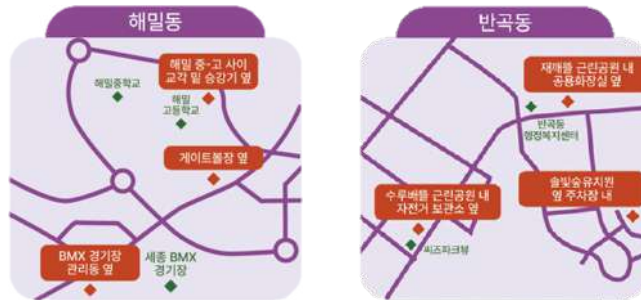 해밀동
해밀 중-고 사이
교각 밑 승강기 옆
해밀중학교
해밀
고등학교
게이트볼장 옆
BMX 경기장
관리동 옆
세종 BMX
경기장
반곡동
재깨뜰 근린공원 내
공용화장실 옆
반곡동
행정복지센터
솔빛숲유치원
옆 주차장 내
수루배뜰 근린공원 내
자전거 보관소 옆
씨즈파크뷰